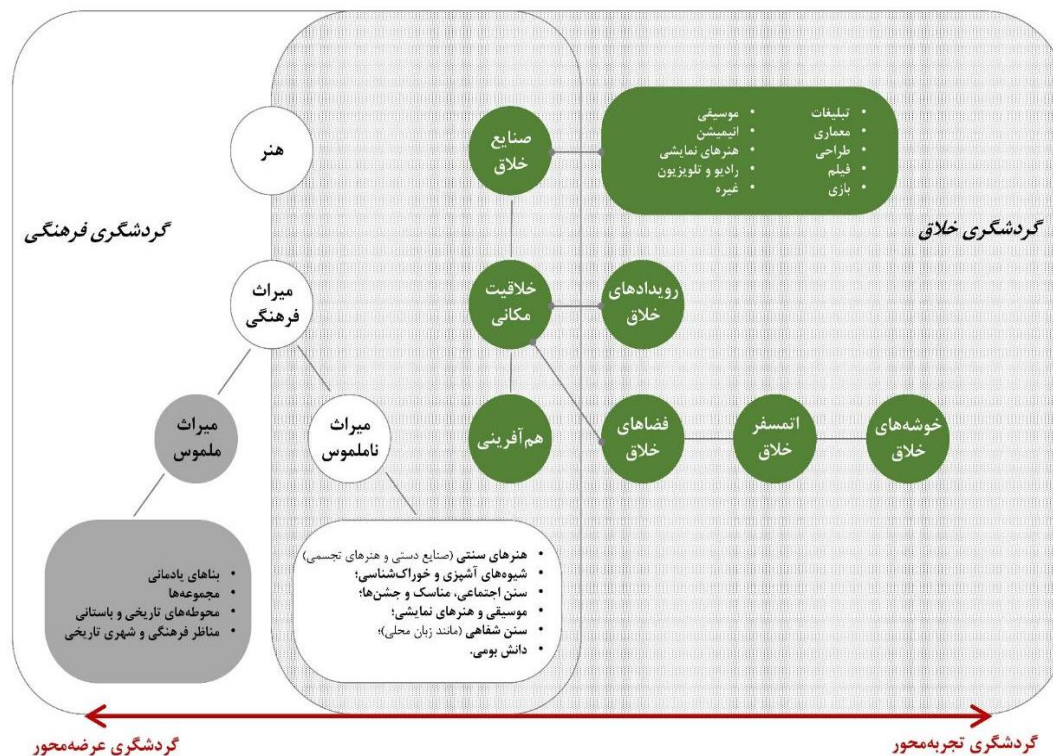 هنر
صنایع
خلاق
تبلیغات
معماری
طراحی
فیلم
بازی
موسیقی
انیمیشن
هنرهای نمایشی
رادیو و تلویزیون
غیره
گردشگری خلاق
گردشگری فرهنگی
میراث
فرهنگی
خلاقیت
مکانی
رویدادهای
خلاق
میراث
ملموس
میراث
ناملموس
هم‌آفرینی
فضاهای
خلاق
اتمسفر
خلاق
خوشه‌های
خلاق
هنرهای سنتی (صنایع دستی و هنرهای تجسمی)
شیوه‌های آشپزی و خوراک‌شناسی؛
سنن اجتماعی، مناسک و جشن‌ها؛
موسیقی و هنرهای نمایشی؛
سنن شفاهی (مانند زبان محلی)؛
دانش بومی.
بناهای یادمانی
مجموعه‌ها
محوطه‌های تاریخی و باستانی
مناظر فرهنگی و شهری تاریخی
گردشگری تجربه‌محور
گردشگری عرضه‌محور